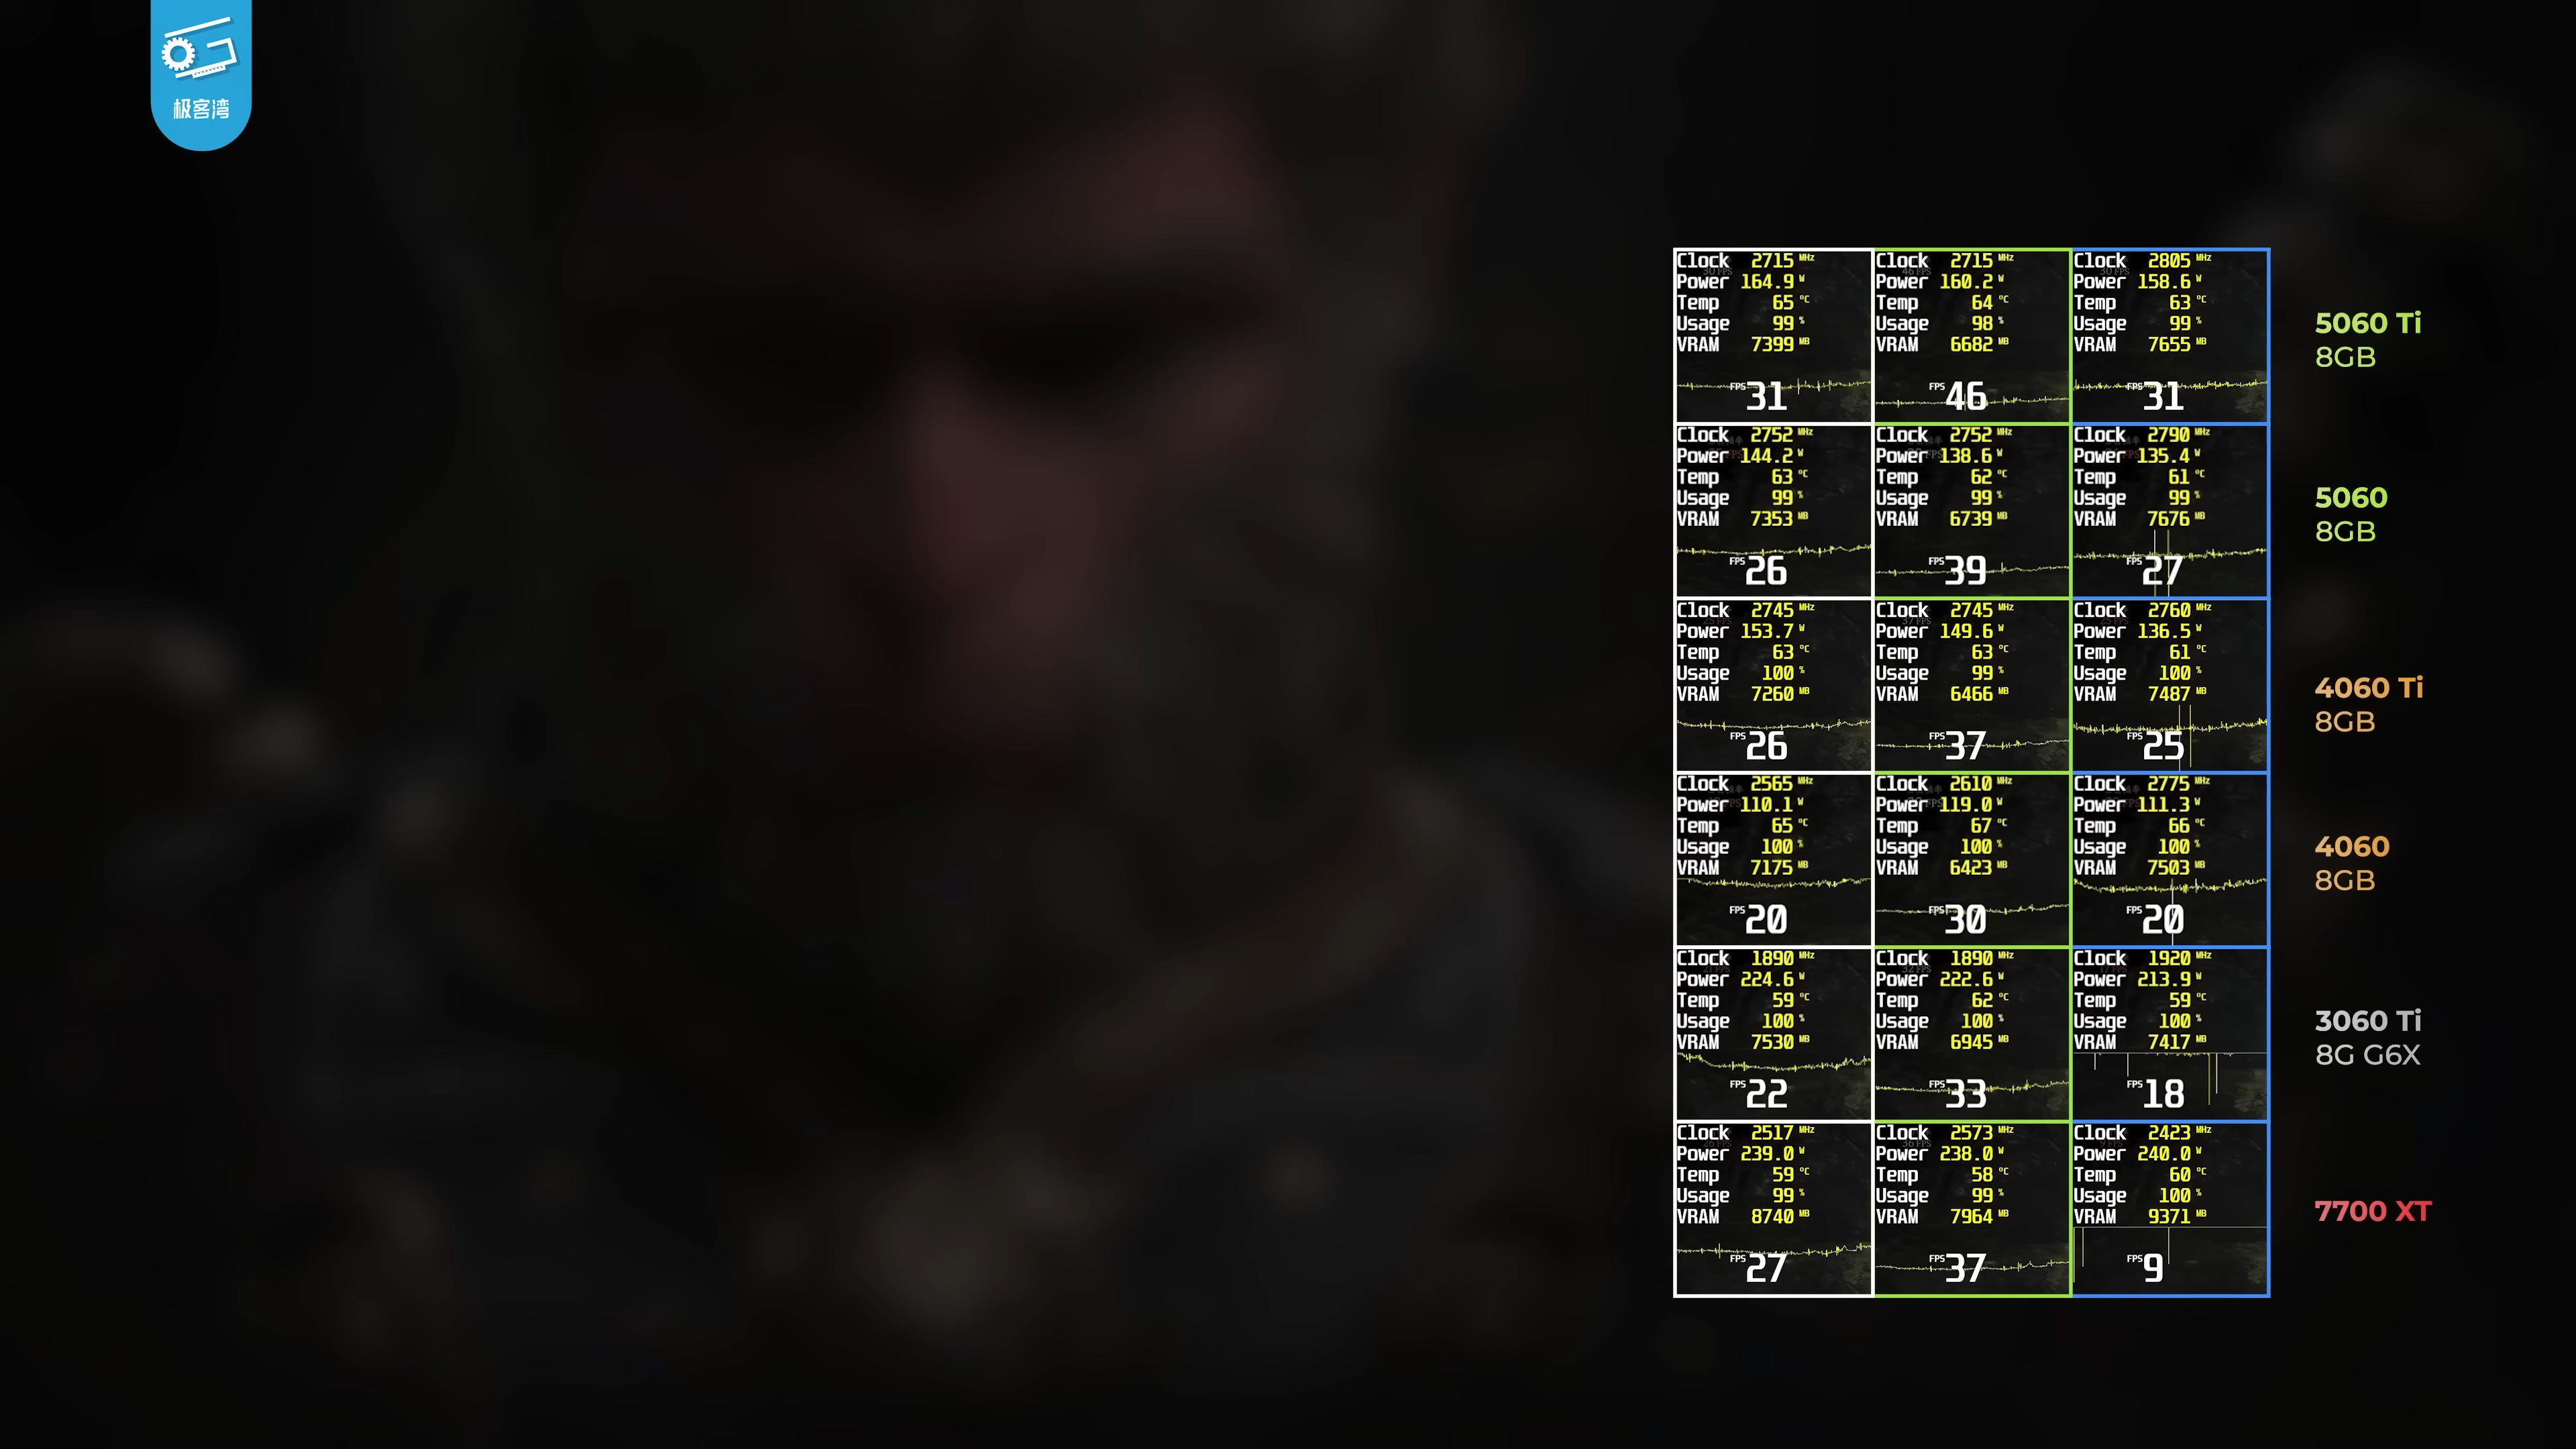 极客湾
Clock 2715 MHz Clock 2715 MHz Clock 2805 MHz
Power 164.9 W Power 160.2 W Power 158.6 W
Temp 65 °C Temp 64 °C Temp 63 °C
Usage 99 % Usage 98 % Usage 99 %
VRAM 7399 MB VRAM 6682 MB VRAM 7655 MB
FPS 31 FPS 46 FPS 31
5060 Ti
8GB
Clock 2752 MHz Clock 2752 MHz Clock 2790 MHz
Power 144.2 W Power 138.6 W Power 135.4 W
Temp 63 °C Temp 62 °C Temp 61 °C
Usage 99 % Usage 99 % Usage 99 %
VRAM 7353 MB VRAM 6739 MB VRAM 7676 MB
FPS 26 FPS 39 FPS 27
5060
8GB
Clock 2745 MHz Clock 2745 MHz Clock 2760 MHz
Power 153.7 W Power 149.6 W Power 136.5 W
Temp 63 °C Temp 63 °C Temp 61 °C
Usage 100 % Usage 99 % Usage 100 %
VRAM 7260 MB VRAM 6466 MB VRAM 7487 MB
FPS 26 FPS 37 FPS 25
4060 Ti
8GB
Clock 2565 MHz Clock 2610 MHz Clock 2775 MHz
Power 110.1 W Power 119.0 W Power 111.3 W
Temp 65 °C Temp 67 °C Temp 66 °C
Usage 100 % Usage 100 % Usage 100 %
VRAM 7175 MB VRAM 6423 MB VRAM 7503 MB
FPS 20 FPS 30 FPS 20
4060
8GB
Clock 1890 MHz Clock 1890 MHz Clock 1920 MHz
Power 224.6 W Power 222.6 W Power 213.9 W
Temp 59 °C Temp 62 °C Temp 59 °C
Usage 100 % Usage 100 % Usage 100 %
VRAM 7530 MB VRAM 6945 MB VRAM 7417 MB
FPS 22 FPS 33 FPS 18
3060 Ti
8G G6X
Clock 2517 MHz Clock 2573 MHz Clock 2423 MHz
Power 239.0 W Power 238.0 W Power 240.0 W
Temp 59 °C Temp 58 °C Temp 60 °C
Usage 99 % Usage 99 % Usage 100 %
VRAM 8740 MB VRAM 7964 MB VRAM 9371 MB
FPS 27 FPS 37 FPS 9
7700 XT